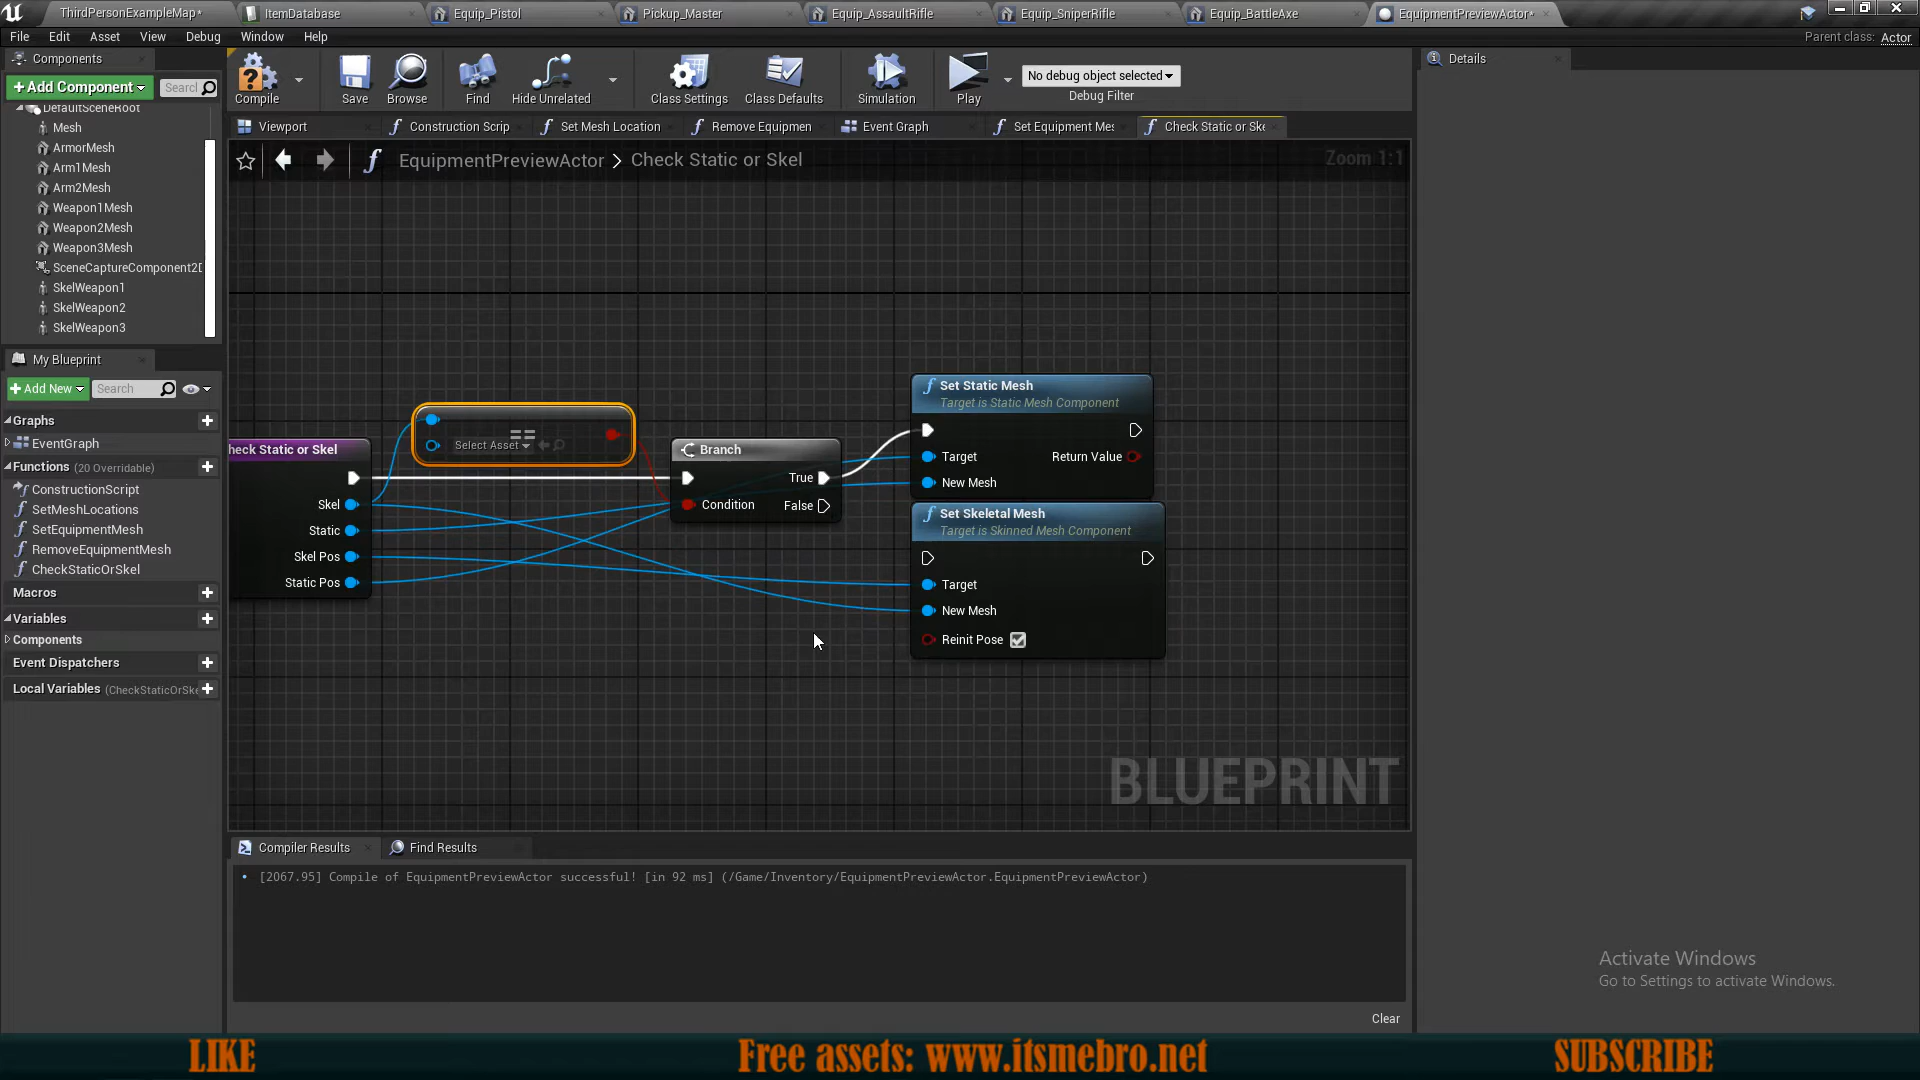 ThirdPersonExampleMap*
ItemDatabase
Equip_Pistol
Pickup_Master
Equip_AssaultRifle
Equip_SniperRifle
Equip_BattleAxe
EquipmentPreviewActor*
File
Edit
Asset
View
Debug
Window
Help
Parent class: Actor
Components
+Add Component
Search
DefaultSceneRoot
Mesh
ArmorMesh
Arm1Mesh
Arm2Mesh
Weapon1Mesh
Weapon2Mesh
Weapon3Mesh
SceneCaptureComponent2D
SkelWeapon1
SkelWeapon2
SkelWeapon3
Compile
Save
Browse
Find
Hide Unrelated
Class Settings
Class Defaults
Simulation
Play
No debug object selected
Debug Filter
Details
Viewport
Construction Scrip
Set Mesh Location
Remove Equipmen
Event Graph
Set Equipment Mes
Check Static or Ske
EquipmentPreviewActor > Check Static or Skel
Zoom 1:1
My Blueprint
+Add New
Search
Graphs
EventGraph
Functions (20 Overridable)
ConstructionScript
SetMeshLocations
SetEquipmentMesh
RemoveEquipmentMesh
CheckStaticOrSkel
Macros
Variables
Components
Event Dispatchers
Local Variables (CheckStaticOrSke
heck Static or Skel
Skel
Static
Skel Pos
Static Pos
==
Select Asset
Branch
True
Condition
False
Set Static Mesh
Target is Static Mesh Component
Target
Return Value
New Mesh
Set Skeletal Mesh
Target is Skinned Mesh Component
Target
New Mesh
Reinit Pose
BLUEPRINT
Compiler Results
Find Results
[2067.95] Compile of EquipmentPreviewActor successful! [in 92 ms] (/Game/Inventory/EquipmentPreviewActor.EquipmentPreviewActor)
Clear
Activate Windows
Go to Settings to activate Windows.
LIKE
Free assets: www.itsmebro.net
SUBSCRIBE